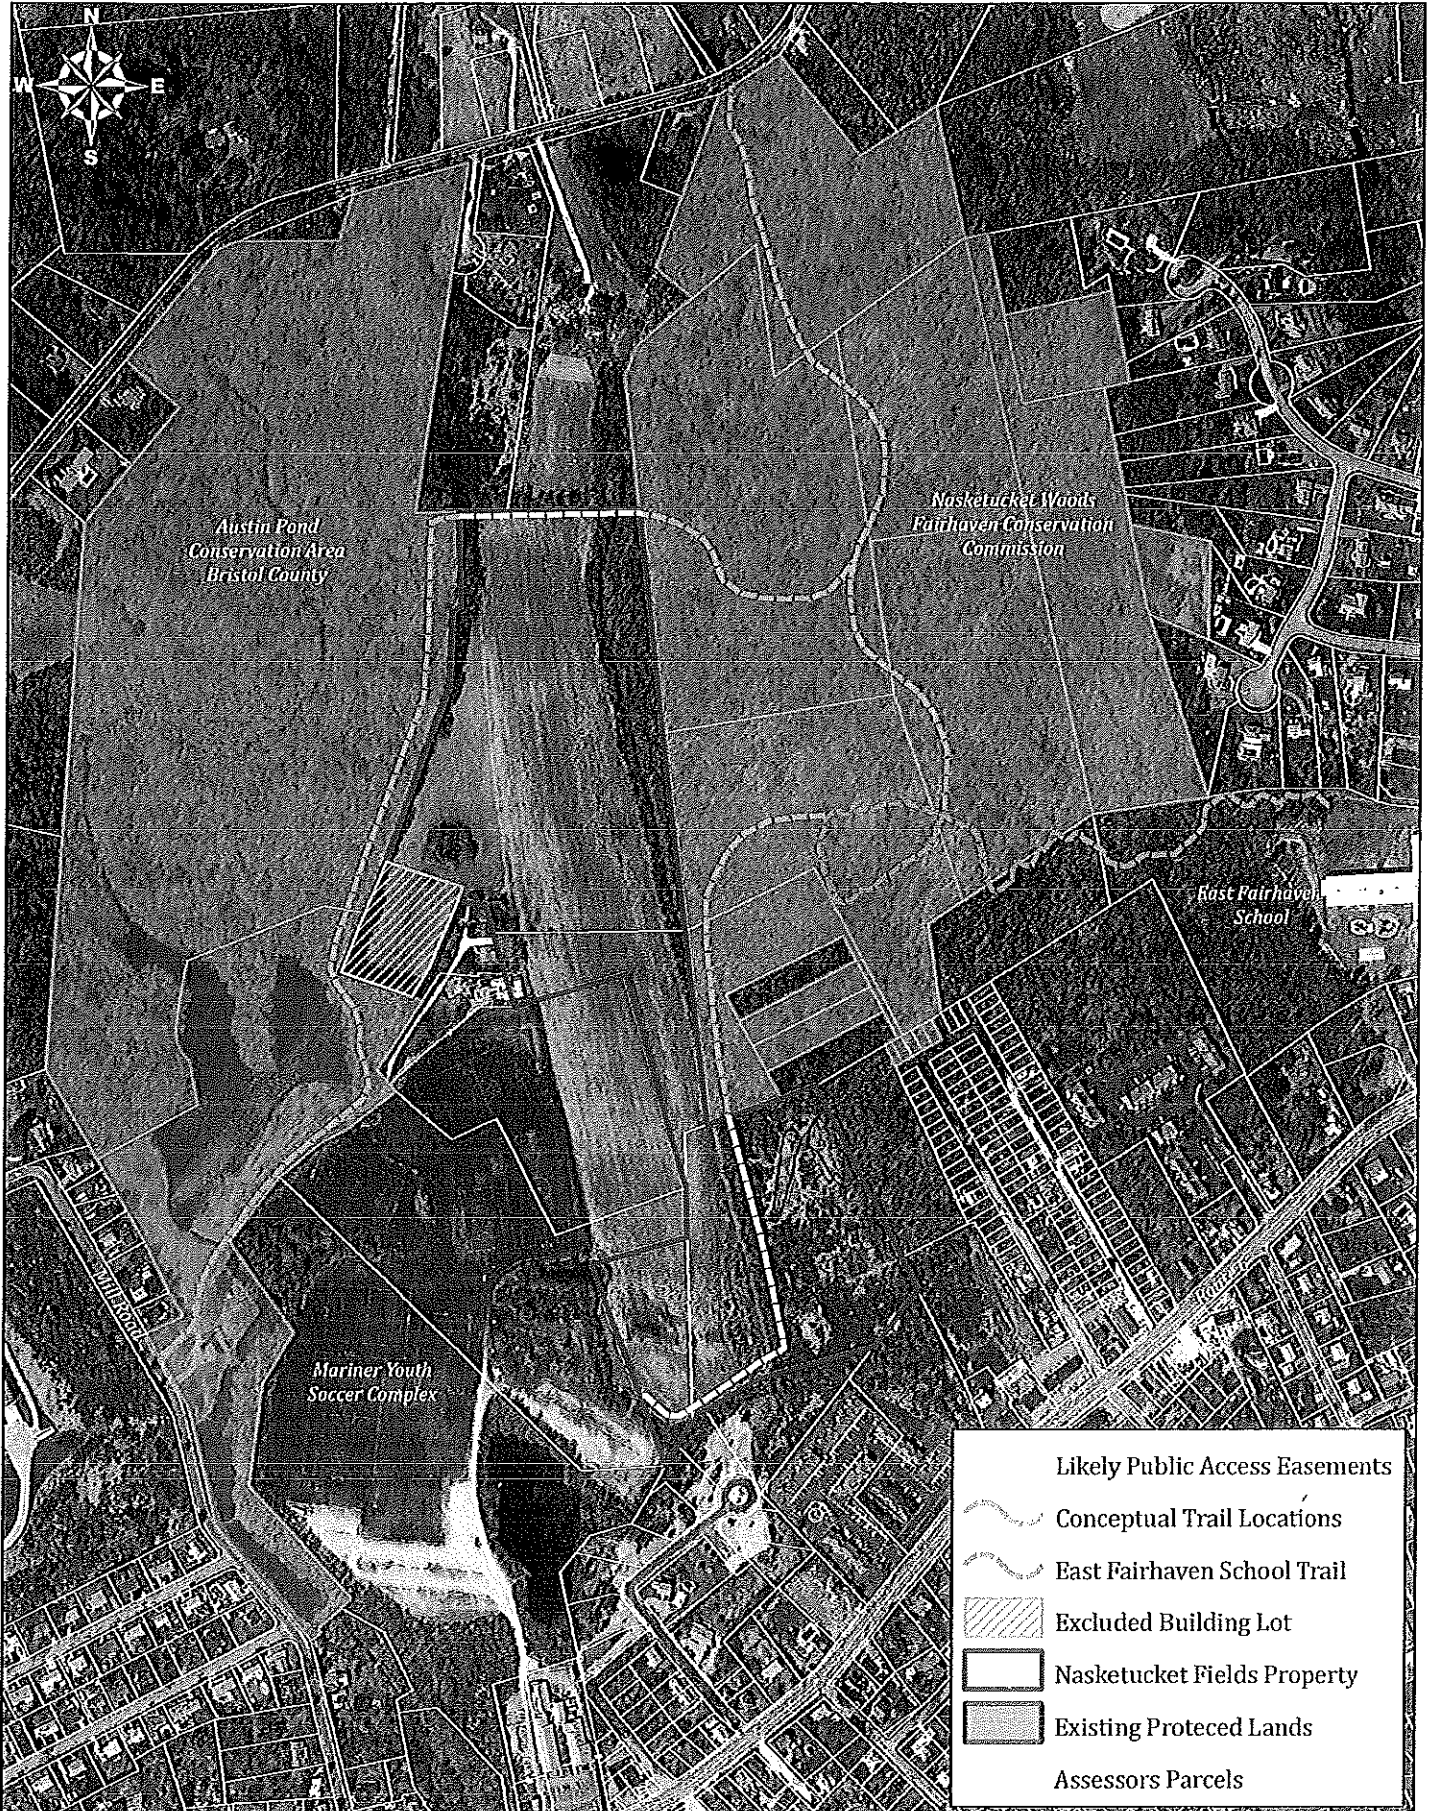 N
W E
S
Nasketucket Woods
Fairhaven Conservation
Commission
Austin Pond
Conservation Area
Bristol County
East Fairhaven
School
Mill Road
Mariner Youth
Soccer Complex
Likely Public Access Easements
Conceptual Trail Locations
East Fairhaven School Trail
Excluded Building Lot
Nasketucket Fields Property
Existing Proteced Lands
Assessors Parcels